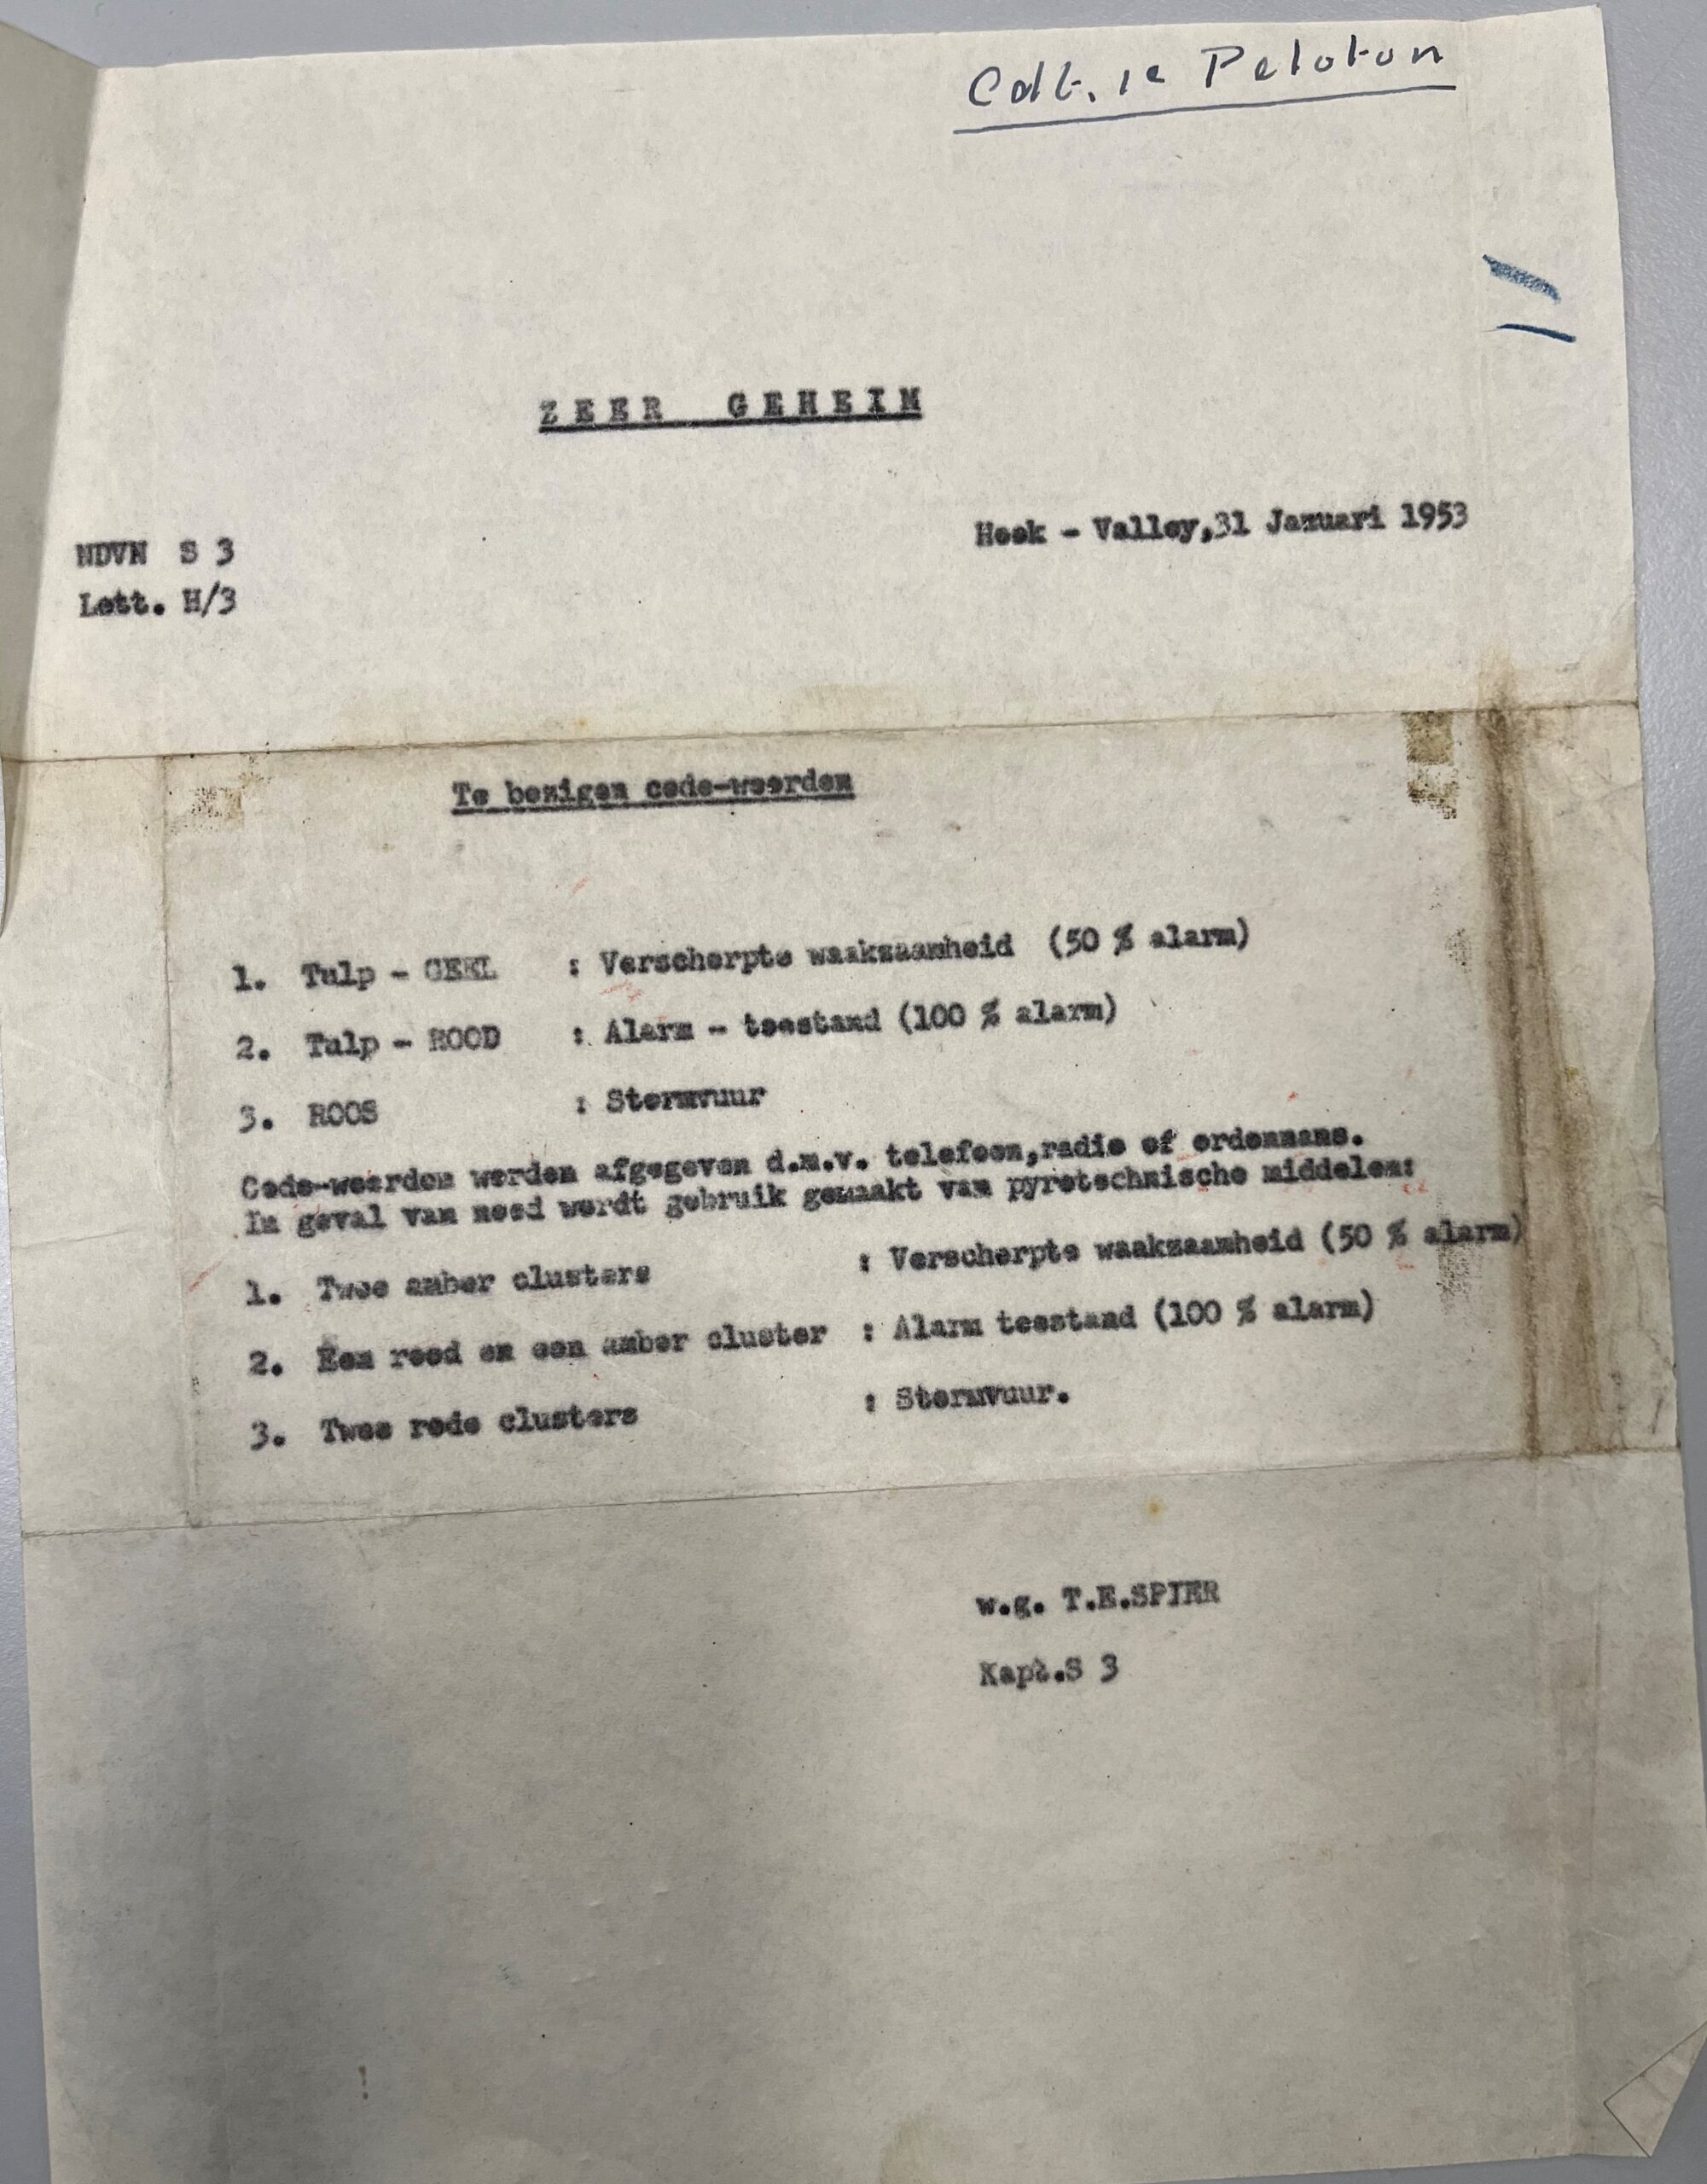 Cdt. 1e Peloton
ZEER GEHEIM
Hook - Valley,31 Januari 1953
NDVN S 3
Lett. H/3
Te bezigen code-woorden
1. Tulp - GEEL : Verscherpte waakzaamheid (50 % alarm)
2. Tulp - ROOD : Alarm - toestand (100 % alarm)
3. ROOS : Stormvuur
Code-woorden worden afgegeven d.m.v. telefoon,radio of ordonnans.
In geval van nood wordt gebruik gemaakt van pyrotechnische middelen:
1. Twee amber clusters : Verscherpte waakzaamheid (50 % alarm)
2. Een rood en een amber cluster : Alarm toestand (100 % alarm)
3. Twee rode clusters : Stormvuur.
w.g. T.E.SPIER
Kapt.S 3